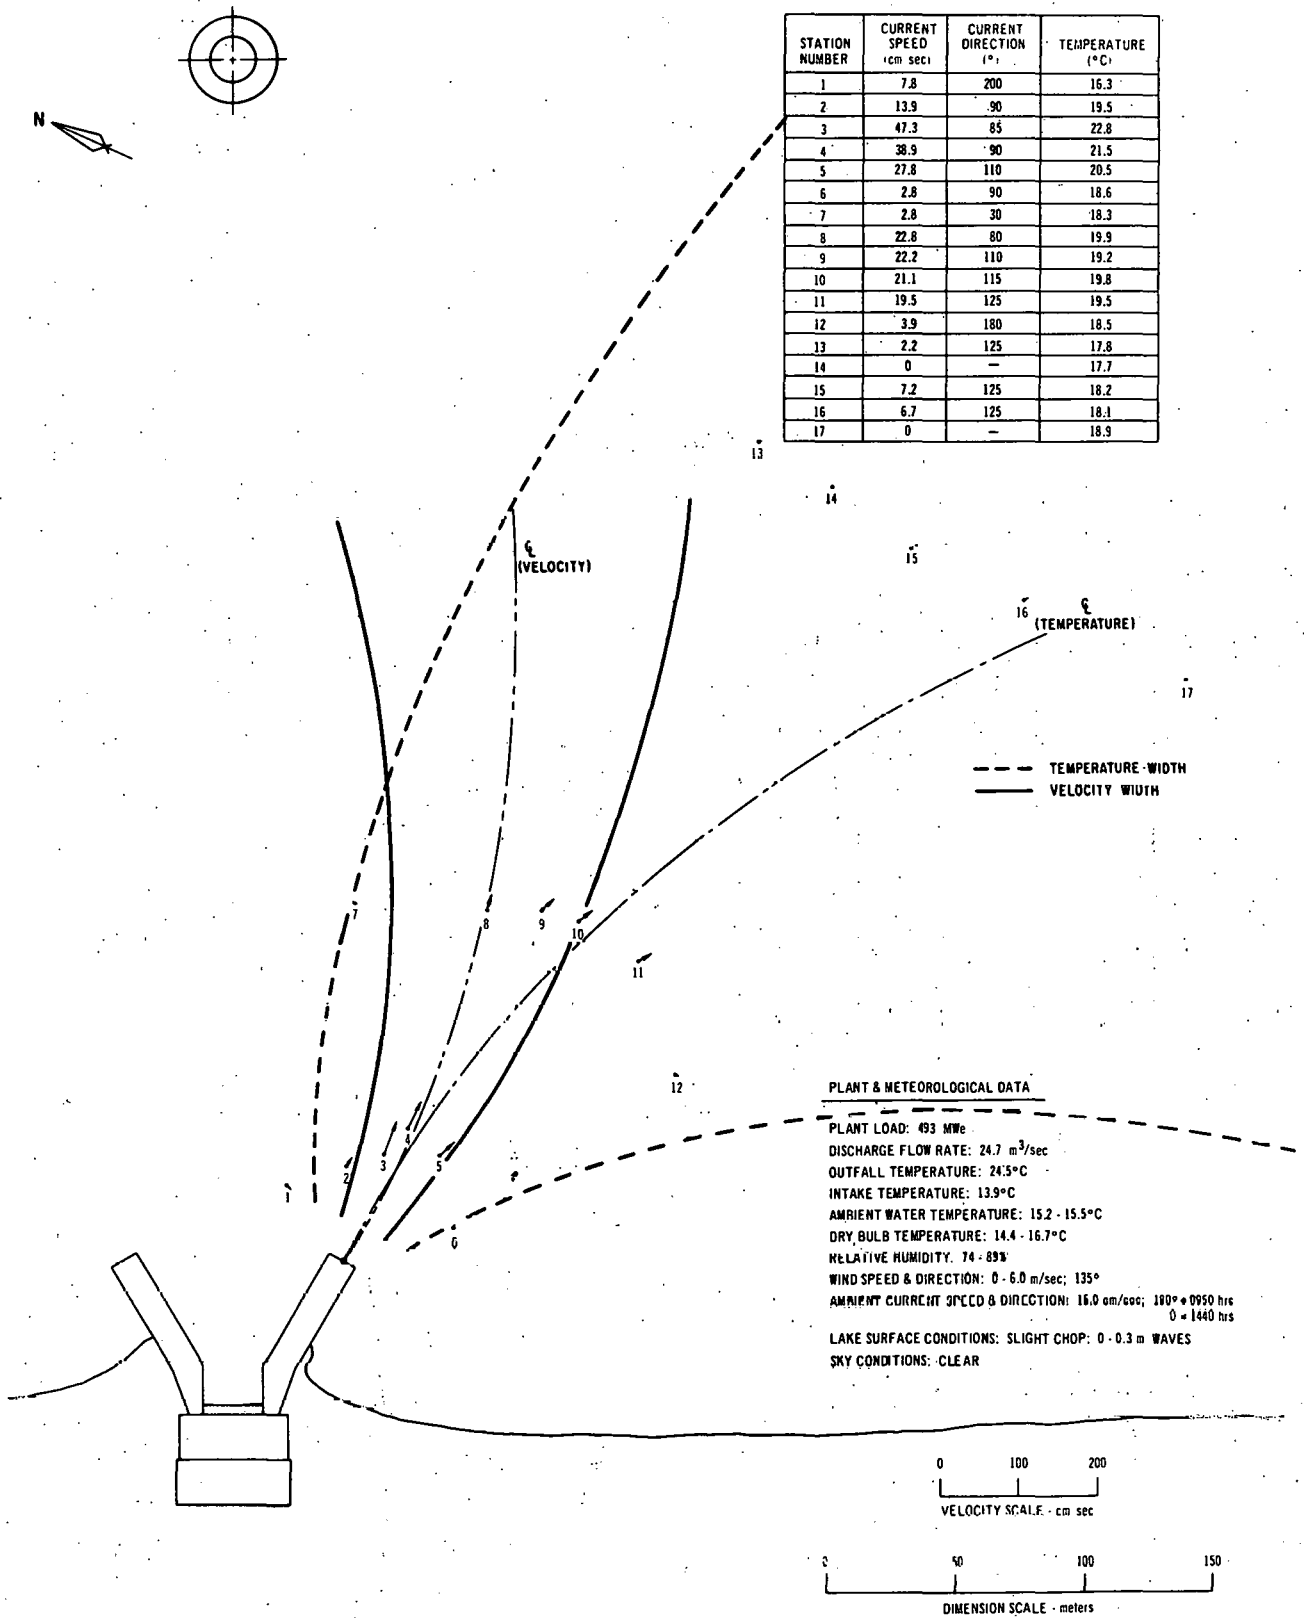 N
STATION NUMBER | CURRENT SPEED (cm sec) | CURRENT DIRECTION (°) | TEMPERATURE (°C)
1 | 7.8 | 200 | 16.3
2 | 13.9 | 90 | 19.5
3 | 47.3 | 85 | 22.8
4 | 38.9 | 90 | 21.5
5 | 27.8 | 110 | 20.5
6 | 2.8 | 90 | 18.6
7 | 2.8 | 30 | 18.3
8 | 22.8 | 80 | 19.9
9 | 22.2 | 110 | 19.2
10 | 21.1 | 115 | 19.8
11 | 19.5 | 125 | 19.5
12 | 3.9 | 180 | 18.5
13 | 2.2 | 125 | 17.8
14 | 0 | — | 17.7
15 | 7.2 | 125 | 18.2
16 | 6.7 | 125 | 18.1
17 | 0 | — | 18.9
13
14
℄
(VELOCITY)
15
16
℄
(TEMPERATURE)
17
TEMPERATURE WIDTH
VELOCITY WIDTH
7
8
9
10
11
12
4
3
5
2
1
6
PLANT & METEOROLOGICAL DATA
PLANT LOAD: 493 MWe
DISCHARGE FLOW RATE: 24.7 m³/sec
OUTFALL TEMPERATURE: 24.5°C
INTAKE TEMPERATURE: 13.9°C
AMBIENT WATER TEMPERATURE: 15.2 - 15.5°C
DRY BULB TEMPERATURE: 14.4 - 16.7°C
RELATIVE HUMIDITY. 74 - 89%
WIND SPEED & DIRECTION: 0 - 6.0 m/sec; 135°
AMBIENT CURRENT SPEED & DIRECTION: 16.0 cm/sec; 180° @ 0950 hrs
0 @ 1440 hrs
LAKE SURFACE CONDITIONS: SLIGHT CHOP: 0 - 0.3 m WAVES
SKY CONDITIONS: CLEAR
0 100 200
VELOCITY SCALE - cm sec
0 50 100 150
DIMENSION SCALE - meters